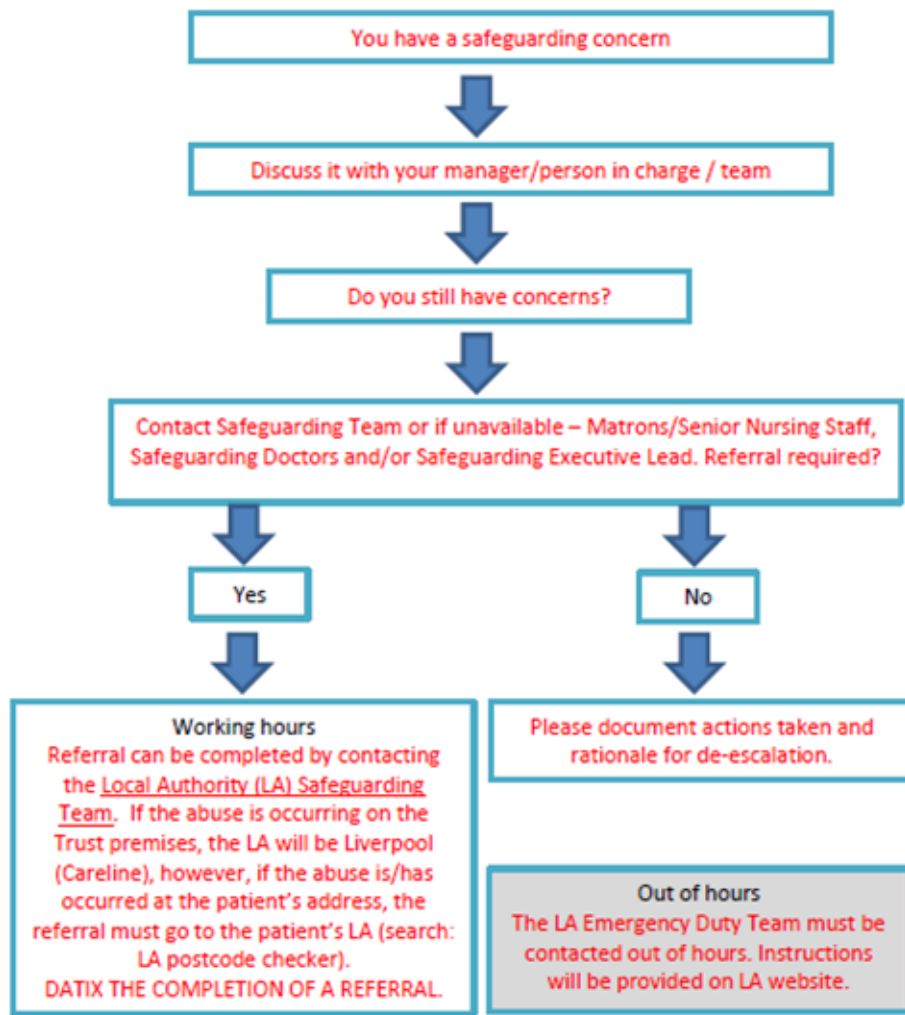 You have a safeguarding concern
Discuss it with your manager/person in charge / team
Do you still have concerns?
Contact Safeguarding Team or if unavailable – Matrons/Senior Nursing Staff,
Safeguarding Doctors and/or Safeguarding Executive Lead. Referral required?
Yes
No
Working hours
Referral can be completed by contacting
the Local Authority (LA) Safeguarding
Team.  If the abuse is occurring on the
Trust premises, the LA will be Liverpool
(Careline), however, if the abuse is/has
occurred at the patient's address, the
referral must go to the patient's LA (search:
LA postcode checker).
DATIX THE COMPLETION OF A REFERRAL.
Please document actions taken and
rationale for de-escalation.
Out of hours
The LA Emergency Duty Team must be
contacted out of hours. Instructions
will be provided on LA website.